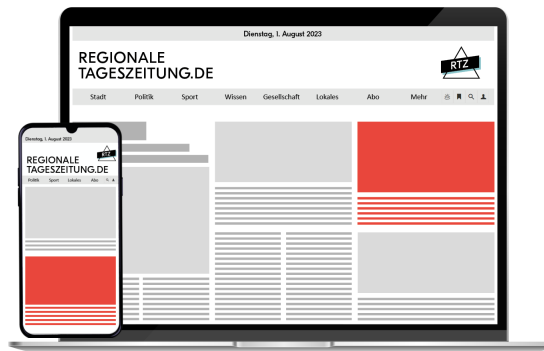 Dienstag, 1. August 2023
REGIONALE
TAGESZEITUNG.DE
RTZ
Stadt Politik Sport Wissen Gesellschaft Lokales Abo Mehr
Dienstag, 1. August 2023
RTZ
REGIONALE
TAGESZEITUNG.DE
Politik Sport Lokales Abo